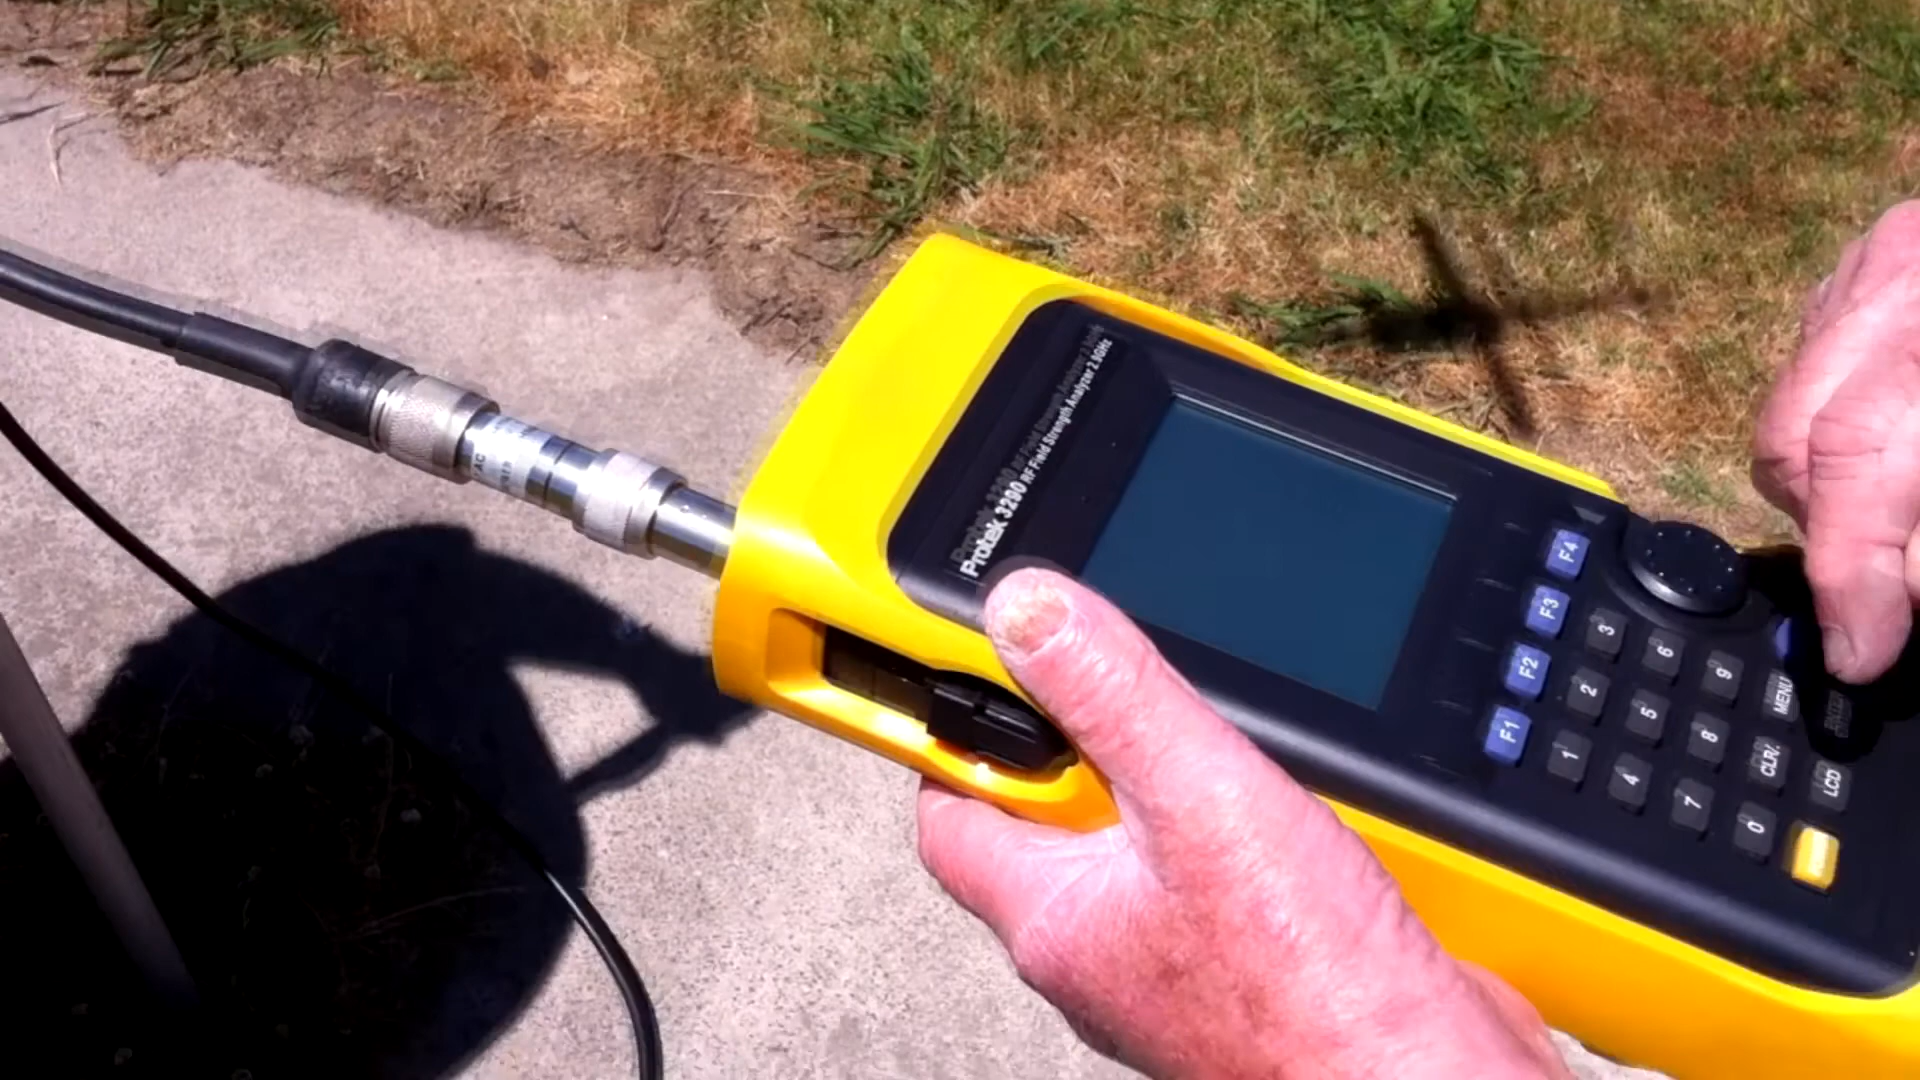 Protek 3290 RF Field Strength Analyzer 2.9GHz
F4
F3
F2
F1
3
6
9
MENU
2
5
8
CLR/.
1
4
7
0
LCD